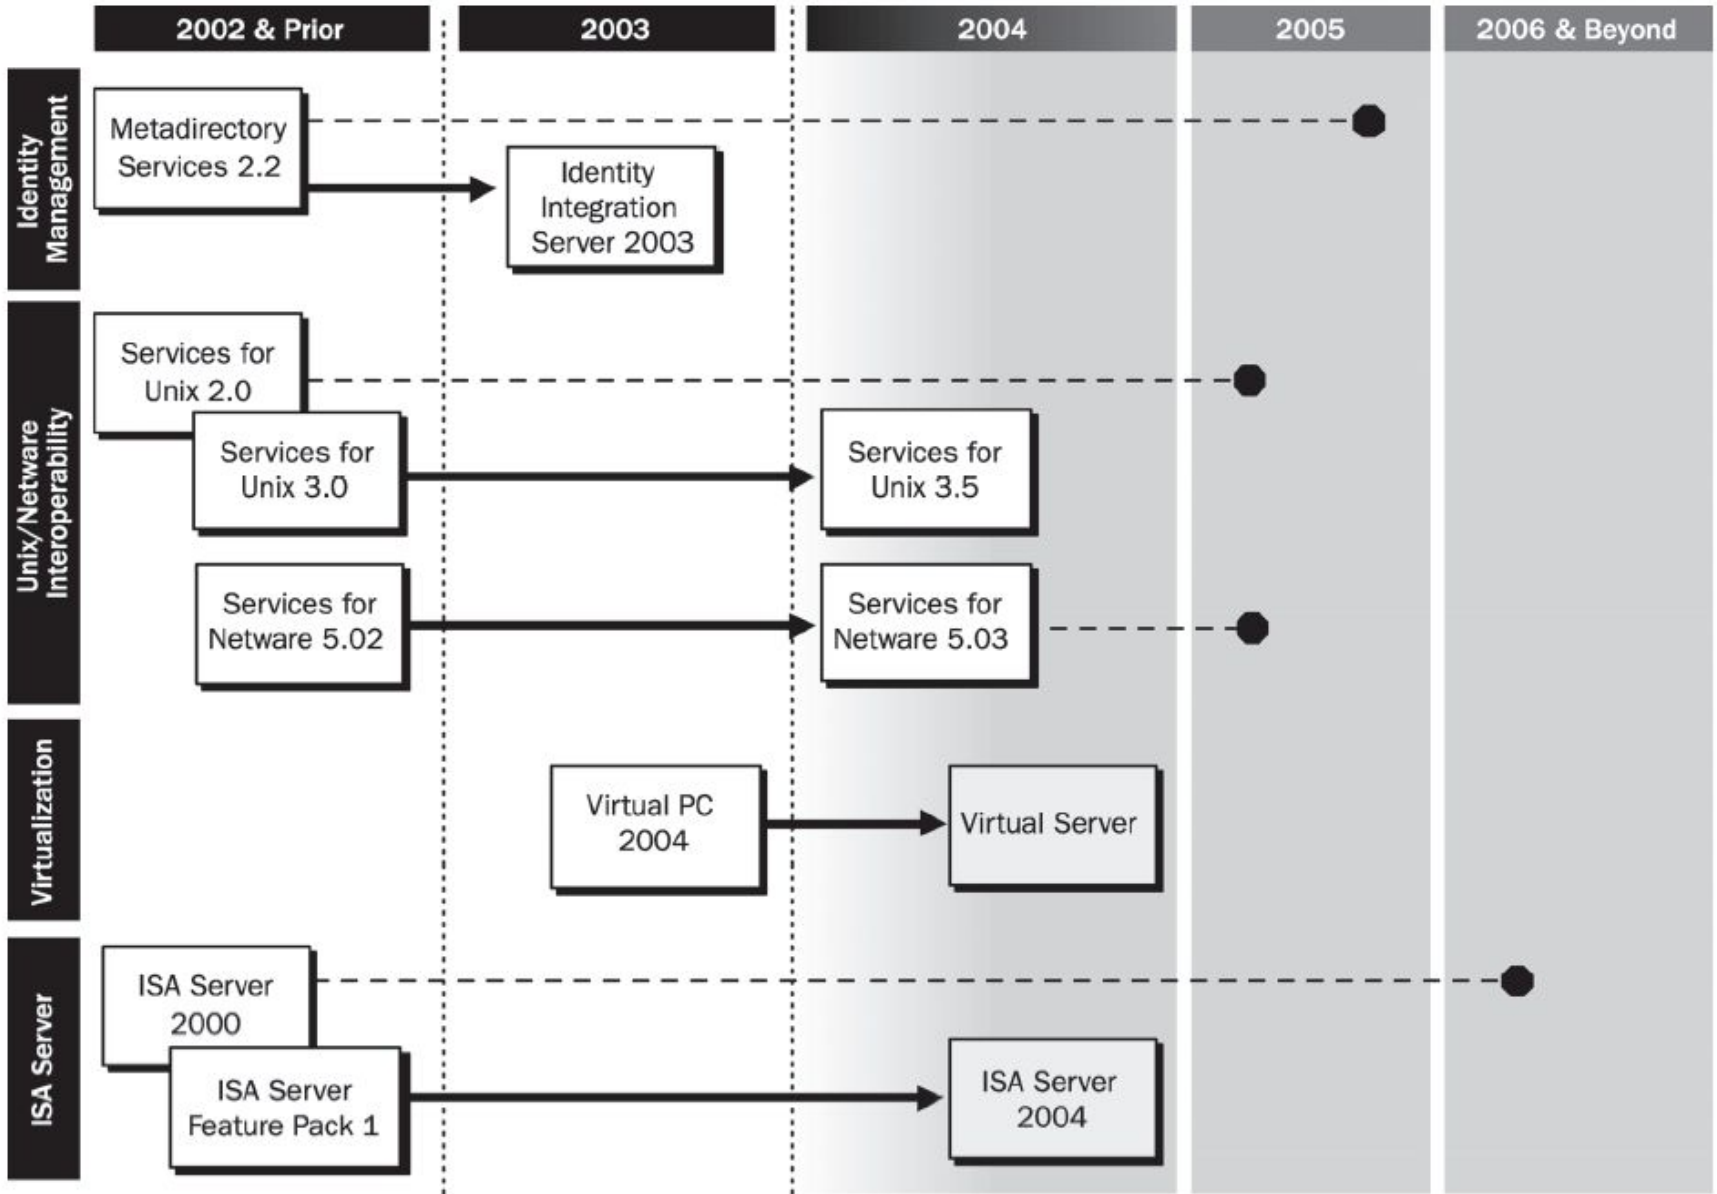 2002 & Prior
2003
2004
2005
2006 & Beyond
Identity
Management
Metadirectory
Services 2.2
Identity
Integration
Server 2003
Unix/Netware
Interoperability
Services for
Unix 2.0
Services for
Unix 3.0
Services for
Unix 3.5
Services for
Netware 5.02
Services for
Netware 5.03
Virtualization
Virtual PC
2004
Virtual Server
ISA Server
ISA Server
2000
ISA Server
Feature Pack 1
ISA Server
2004